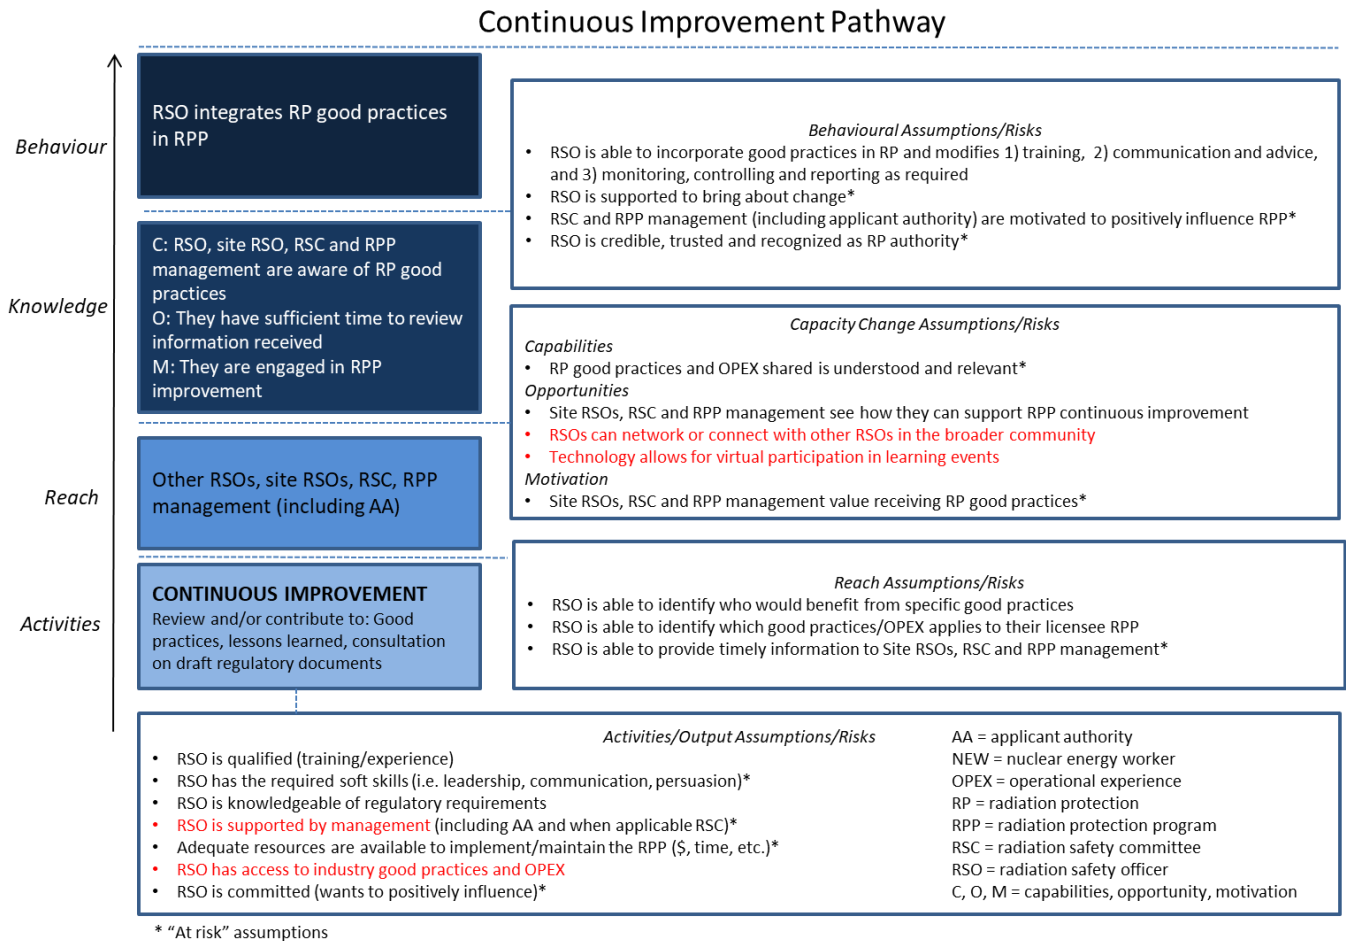 Continuous Improvement Pathway
Behaviour
RSO integrates RP good practices
in RPP
Behavioural Assumptions/Risks
• RSO is able to incorporate good practices in RP and modifies 1) training, 2) communication and advice,
and 3) monitoring, controlling and reporting as required
• RSO is supported to bring about change*
• RSC and RPP management (including applicant authority) are motivated to positively influence RPP*
• RSO is credible, trusted and recognized as RP authority*
Knowledge
C: RSO, site RSO, RSC and RPP
management are aware of RP good
practices
O: They have sufficient time to review
information received
M: They are engaged in RPP
improvement
Capacity Change Assumptions/Risks
Capabilities
• RP good practices and OPEX shared is understood and relevant*
Opportunities
• Site RSOs, RSC and RPP management see how they can support RPP continuous improvement
• RSOs can network or connect with other RSOs in the broader community
• Technology allows for virtual participation in learning events
Motivation
• Site RSOs, RSC and RPP management value receiving RP good practices*
Reach
Other RSOs, site RSOs, RSC, RPP
management (including AA)
Reach Assumptions/Risks
• RSO is able to identify who would benefit from specific good practices
• RSO is able to identify which good practices/OPEX applies to their licensee RPP
• RSO is able to provide timely information to Site RSOs, RSC and RPP management*
Activities
CONTINUOUS IMPROVEMENT
Review and/or contribute to: Good
practices, lessons learned, consultation
on draft regulatory documents
Activities/Output Assumptions/Risks
• RSO is qualified (training/experience)
• RSO has the required soft skills (i.e. leadership, communication, persuasion)*
• RSO is knowledgeable of regulatory requirements
• RSO is supported by management (including AA and when applicable RSC)*
• Adequate resources are available to implement/maintain the RPP ($, time, etc.)*
• RSO has access to industry good practices and OPEX
• RSO is committed (wants to positively influence)*
AA = applicant authority
NEW = nuclear energy worker
OPEX = operational experience
RP = radiation protection
RPP = radiation protection program
RSC = radiation safety committee
RSO = radiation safety officer
C, O, M = capabilities, opportunity, motivation
* “At risk” assumptions